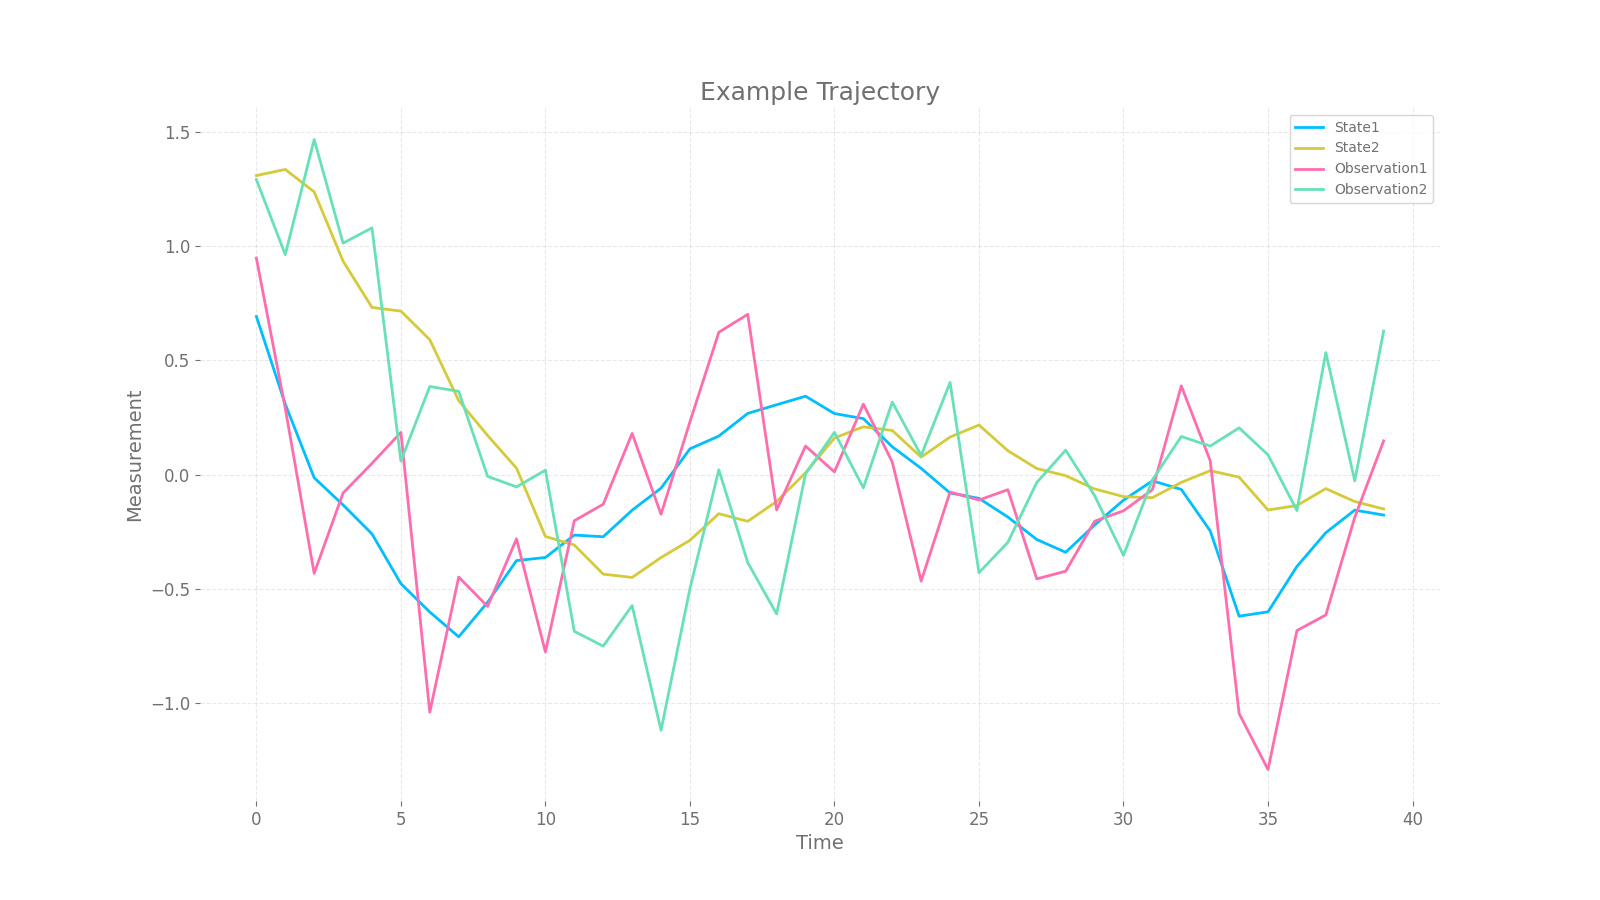 Example Trajectory
State1
State2
Observation1
Observation2
Measurement
1.5
1.0
0.5
0.0
−0.5
−1.0
0 5 10 15 20 25 30 35 40
Time